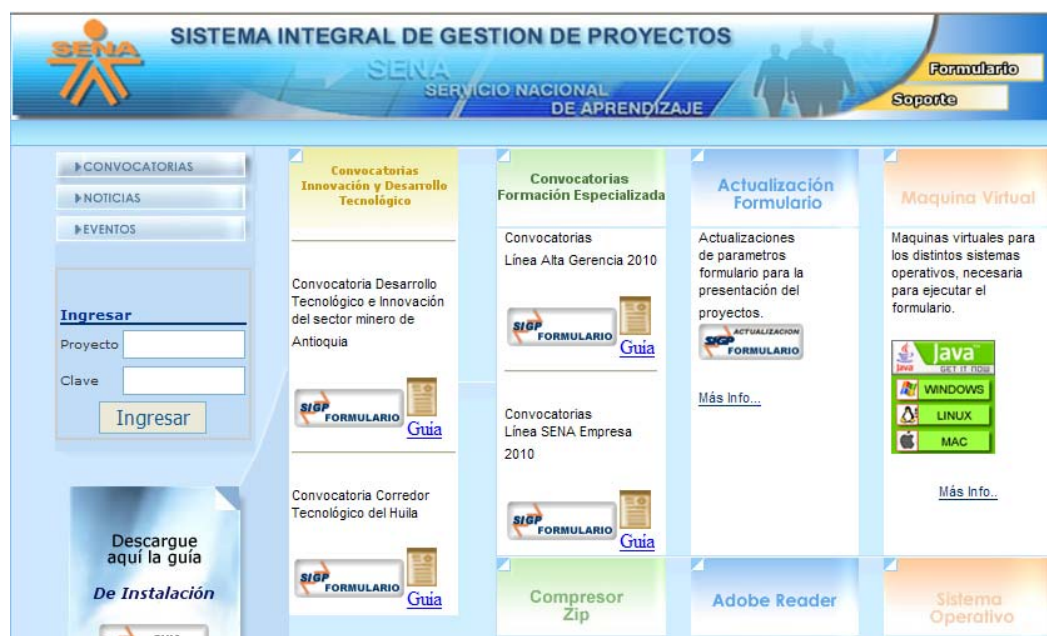 SENA
SISTEMA INTEGRAL DE GESTION DE PROYECTOS
SENA
SERVICIO NACIONAL
DE APRENDIZAJE
Formulario
Soporte
CONVOCATORIAS
NOTICIAS
EVENTOS
Ingresar
Proyecto
Clave
Ingresar
Descargue
aquí la guía
De Instalación
Convocatorias
Innovación y Desarrollo
Tecnológico
Convocatoria Desarrollo
Tecnológico e Innovación
del sector minero de
Antioquia
SIGP
FORMULARIO
Guía
Convocatoria Corredor
Tecnológico del Huila
SIGP
FORMULARIO
Guía
Convocatorias
Formación Especializada
Convocatorias
Línea Alta Gerencia 2010
SIGP
FORMULARIO
Guía
Convocatorias
Línea SENA Empresa
2010
SIGP
FORMULARIO
Guía
Compresor
Zip
Actualización
Formulario
Actualizaciones
de parametros
formulario para la
presentación del
proyectos.
ACTUALIZACION
SIGP
FORMULARIO
Más Info...
Adobe Reader
Maquina Virtual
Maquinas virtuales para
los distintos sistemas
operativos, necesaria
para ejecutar el
formulario.
Java
Java™
GET IT NOW
WINDOWS
LINUX
MAC
Más Info..
Sistema
Operativo